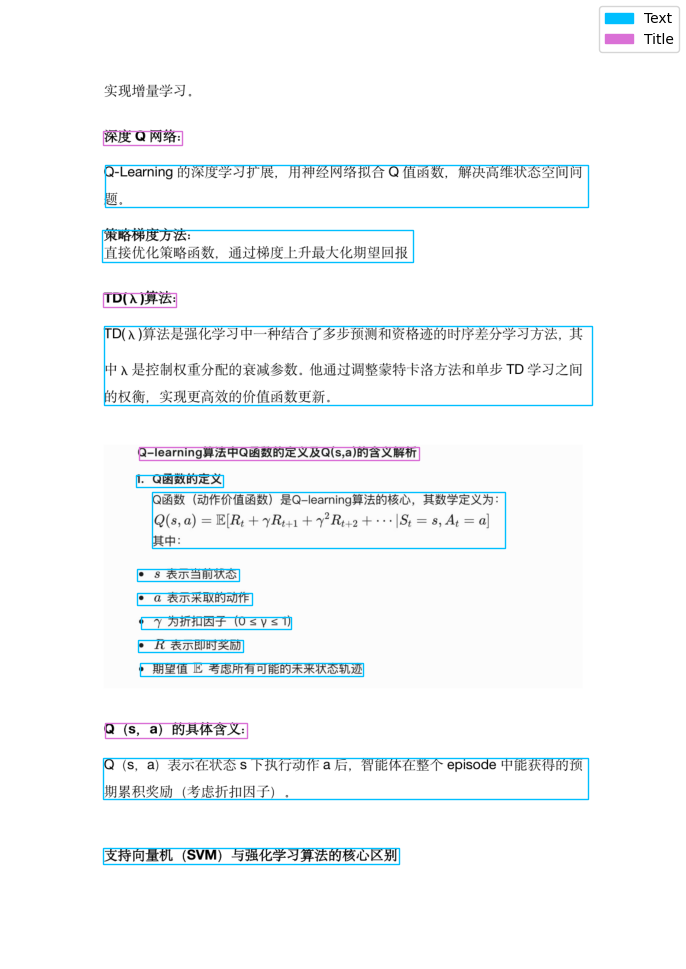 Text
Title
实现增量学习。
深度 Q 网络:
Q-Learning 的深度学习扩展，用神经网络拟合 Q 值函数，解决高维状态空间问
题。
策略梯度方法:
直接优化策略函数，通过梯度上升最大化期望回报
TD(λ)算法:
TD(λ)算法是强化学习中一种结合了多步预测和资格迹的时序差分学习方法, 其
中 λ 是控制权重分配的衰减参数。他通过调整蒙特卡洛方法和单步 TD 学习之间
的权衡，实现更高效的价值函数更新。
Q-learning算法中Q函数的定义及Q(s,a)的含义解析
1. Q函数的定义
Q函数（动作价值函数）是Q-learning算法的核心，其数学定义为：
Q(s, a) = 𝔼[R_t + γR_{t+1} + γ²R_{t+2} + ··· |S_t = s, A_t = a]
其中：
• s 表示当前状态
• a 表示采取的动作
• γ 为折扣因子（0 ≤ γ ≤ 1）
• R 表示即时奖励
• 期望值 𝔼 考虑所有可能的未来状态轨迹
Q（s，a）的具体含义:
Q（s，a）表示在状态 s 下执行动作 a 后，智能体在整个 episode 中能获得的预
期累积奖励（考虑折扣因子）。
支持向量机（SVM）与强化学习算法的核心区别